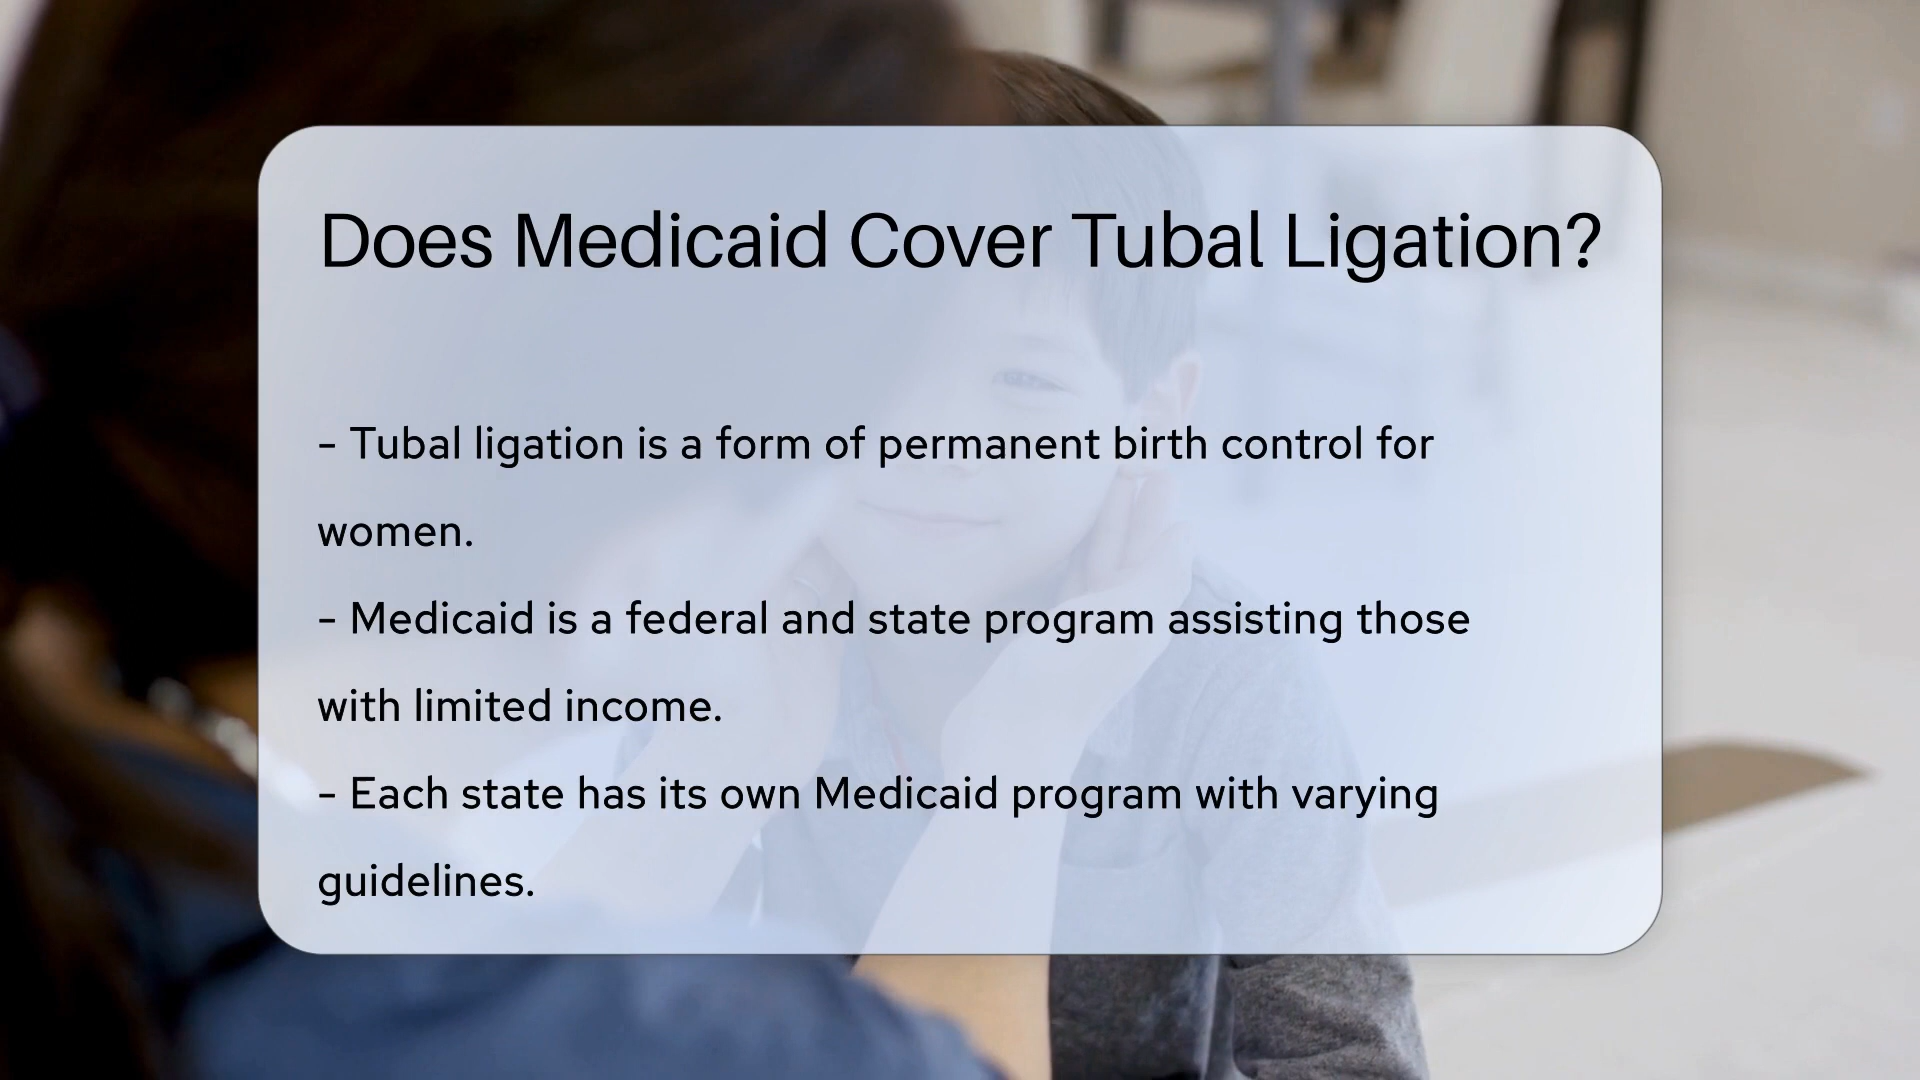 Does Medicaid Cover Tubal Ligation?
- Tubal ligation is a form of permanent birth control for
women.
- Medicaid is a federal and state program assisting those
with limited income.
- Each state has its own Medicaid program with varying
guidelines.